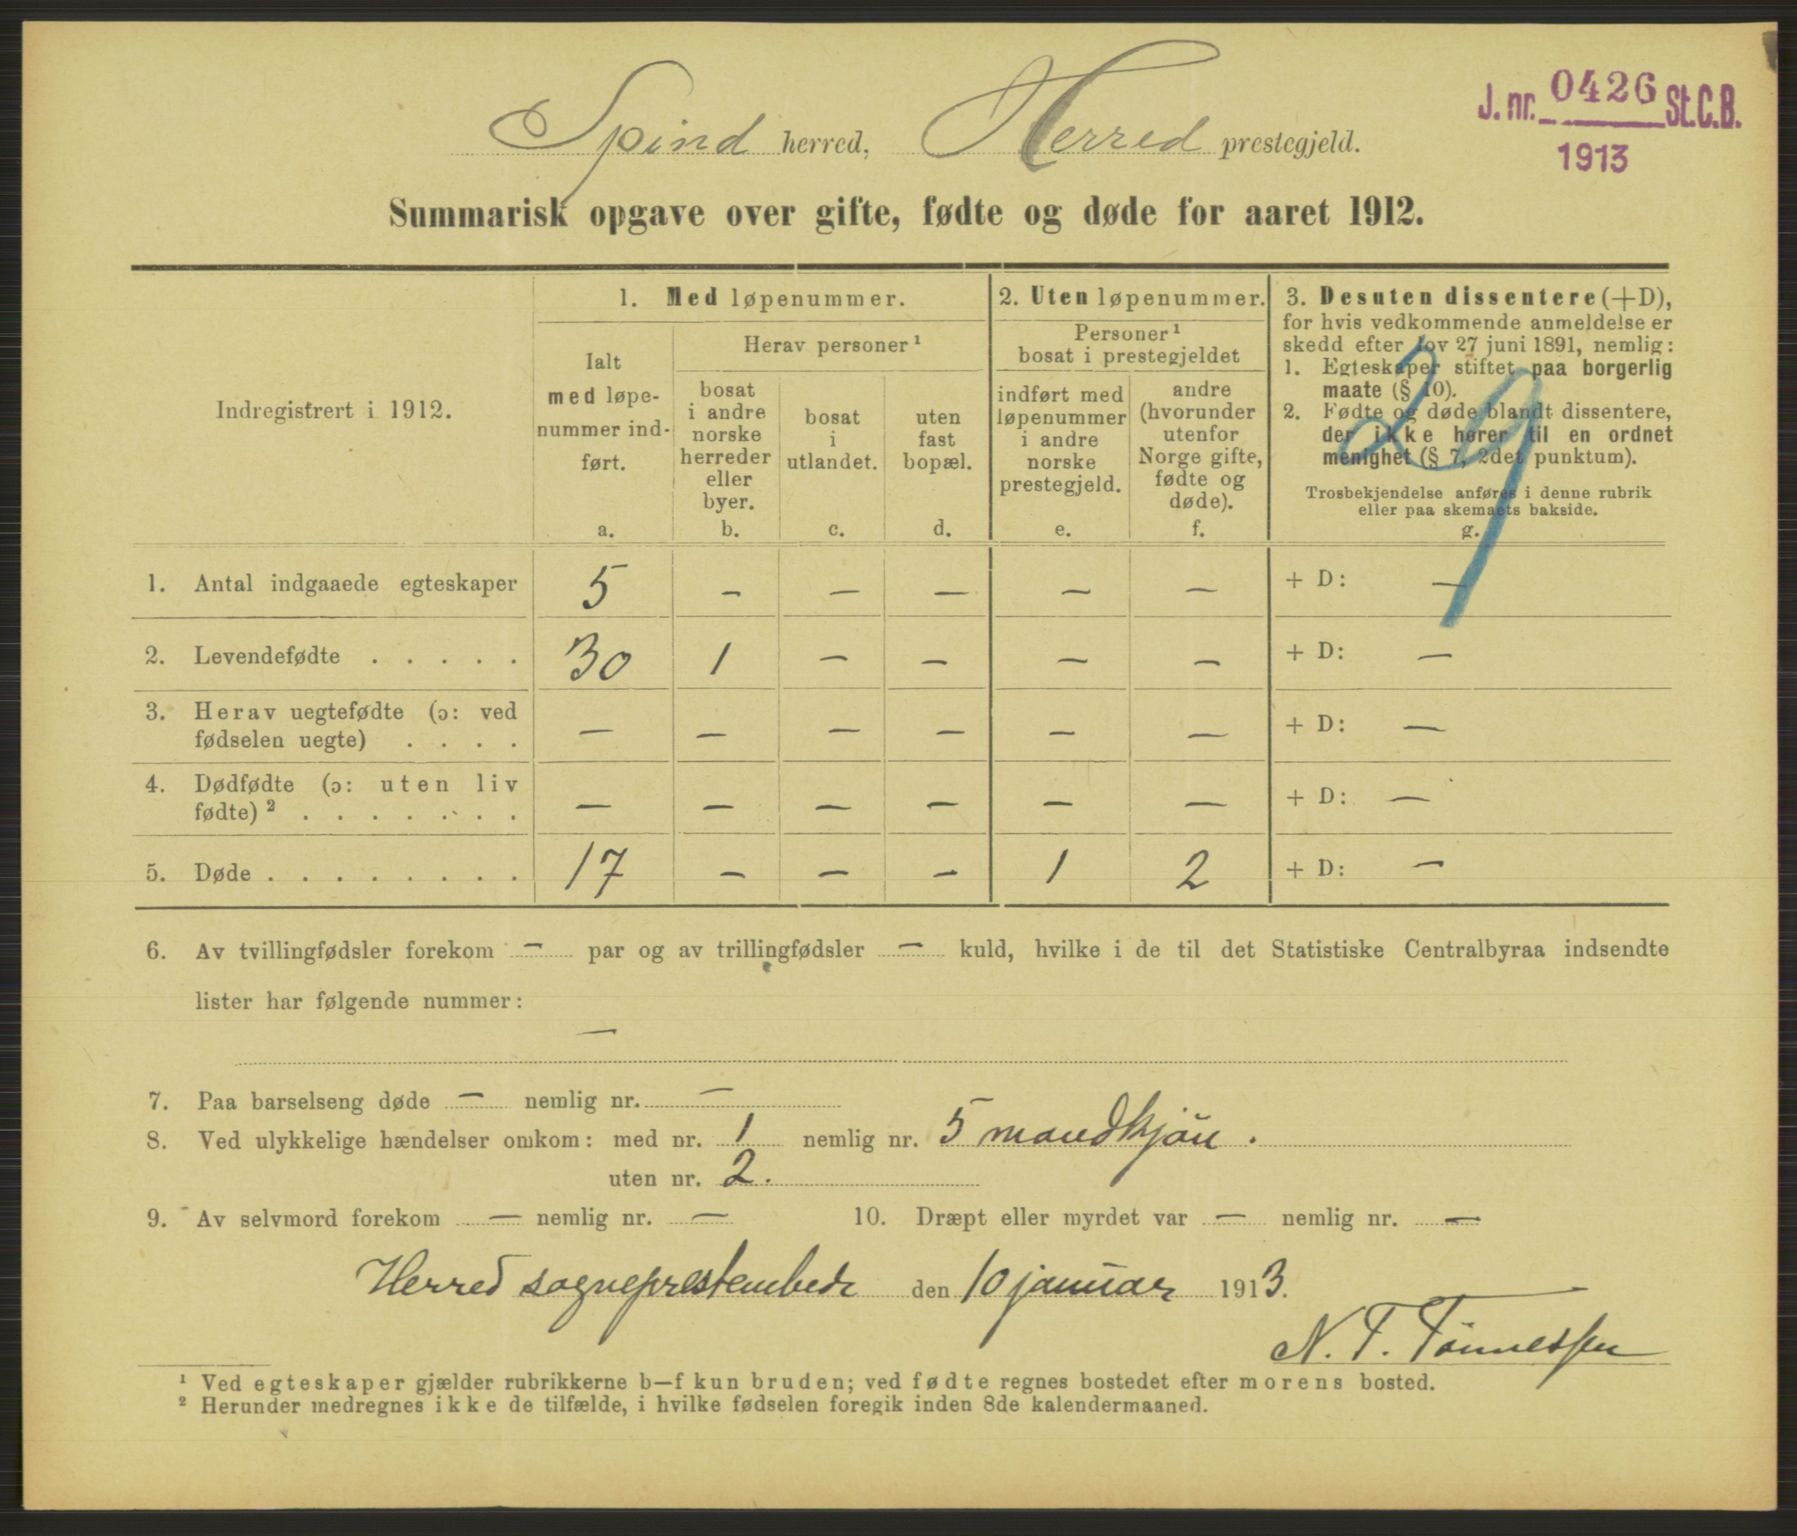 J. nr. 0426 St. C. B.
1913
Spind herred, Herred prestegjeld.
Summarisk opgave over gifte, fødte og døde for aaret 1912.
Indregistrert i 1912.
1. Med løpenummer.
Ialt
med løpe-
nummer ind-
ført.
a.
Herav personer ¹
bosat
i andre
norske
herreder
eller
byer.
b.
bosat
i
utlandet.
c.
uten
fast
bopæl.
d.
2. Uten løpenummer.
Personer ¹
bosat i prestegjeldet
indført med
løpenummer
i andre
norske
prestegjeld.
e.
andre
(hvorunder
utenfor
Norge gifte,
fødte og
døde).
f.
3. Desuten dissentere (+D),
for hvis vedkommende anmeldelse er
skedd efter lov 27 juni 1891, nemlig:
1. Egteskaper stiftet paa borgerlig
maate (§ 10).
2. Fødte og døde blandt dissentere,
der ikke hører til en ordnet
menighet (§ 7, 2det punktum).
Trosbekjendelse anføres i denne rubrik
eller paa skemaets bakside.
g.
29
1. Antal indgaaede egteskaper 5 — — — — — + D: —
2. Levendefødte . . . . . 30 1 — — — — + D: —
3. Herav uegtefødte (ɔ: ved
fødselen uegte) . . . . — — — — — — + D: —
4. Dødfødte (ɔ: uten liv
fødte) ² . . . . . . . — — — — — — + D: —
5. Døde . . . . . . . . 17 — — — 1 2 + D: —
6. Av tvillingfødsler forekom — par og av trillingfødsler — kuld, hvilke i de til det Statistiske Centralbyraa indsendte
lister har følgende nummer:
—
7. Paa barselseng døde — nemlig nr. —
8. Ved ulykkelige hændelser omkom: med nr. 1 nemlig nr. 5 mandkjøn.
uten nr. 2.
9. Av selvmord forekom — nemlig nr. — 10. Dræpt eller myrdet var — nemlig nr. —
Herred sogneprestembede den 10 januar 1913.
N. T. Tönnessen
¹ Ved egteskaper gjælder rubrikkerne b—f kun bruden; ved fødte regnes bostedet efter morens bosted.
² Herunder medregnes ikke de tilfælde, i hvilke fødselen foregik inden 8de kalendermaaned.